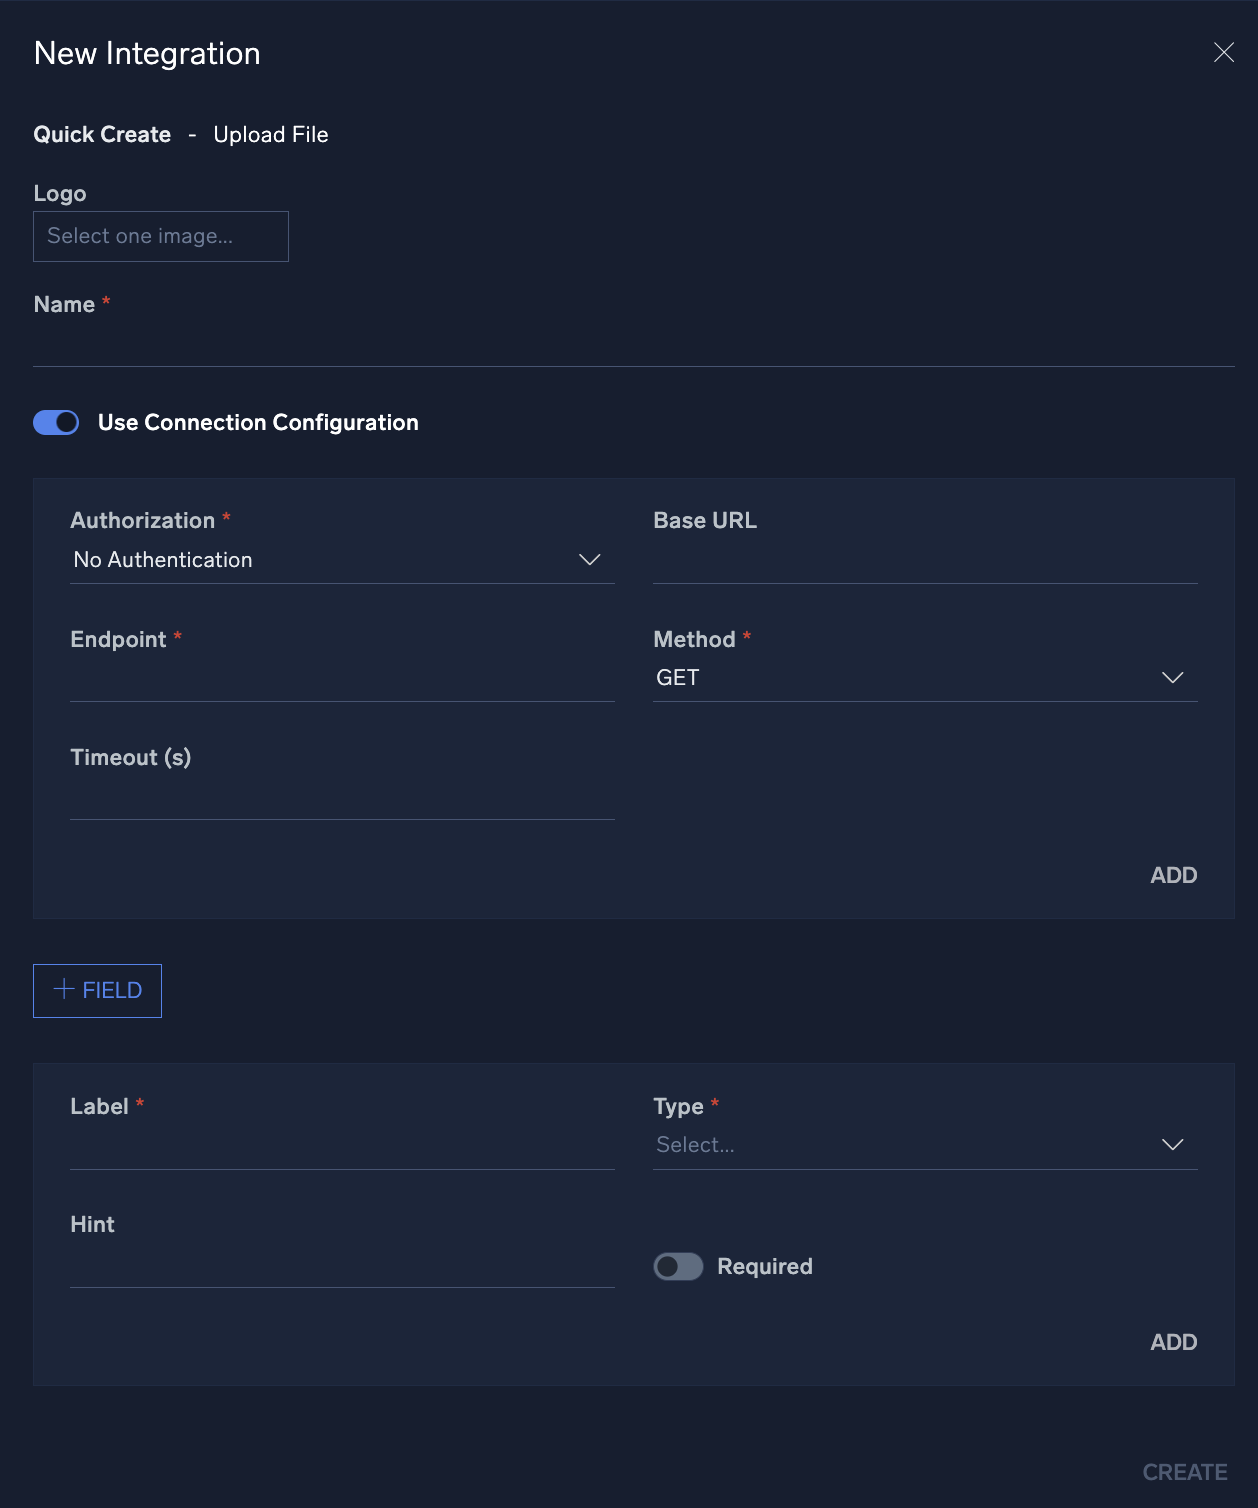 New Integration
Quick Create - Upload File
Logo
Select one image...
Name *
Use Connection Configuration
Authorization * Base URL
No Authentication
Endpoint * Method *
GET
Timeout (s)
ADD
+ FIELD
Label * Type *
Select...
Hint
Required
ADD
CREATE